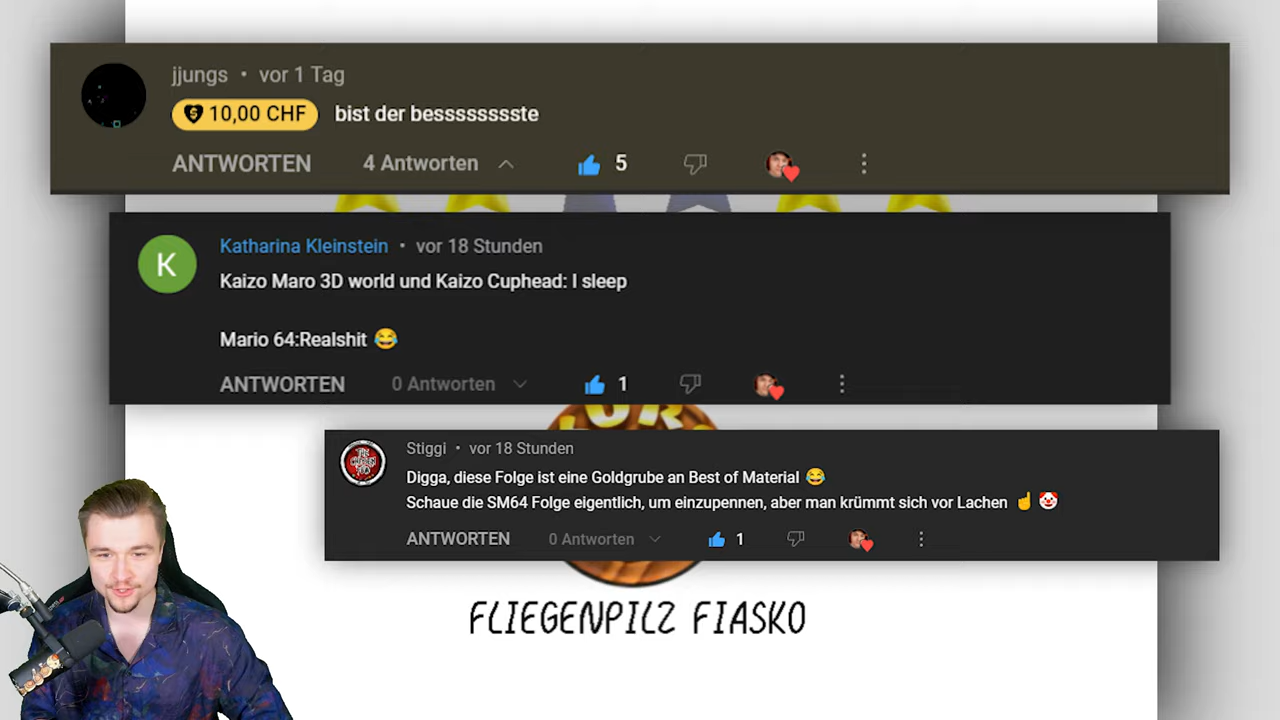 jjungs • vor 1 Tag
10,00 CHF bist der bessssssssste
ANTWORTEN 4 Antworten 5
K
Katharina Kleinstein • vor 18 Stunden
Kaizo Maro 3D world und Kaizo Cuphead: I sleep
Mario 64:Realshit 😂
ANTWORTEN 0 Antworten 1
Stiggi • vor 18 Stunden
Digga, diese Folge ist eine Goldgrube an Best of Material 😂
Schaue die SM64 Folge eigentlich, um einzupennen, aber man krümmt sich vor Lachen ☝️ 🤡
ANTWORTEN 0 Antworten 1
FLIEGENPILZ FIASKO